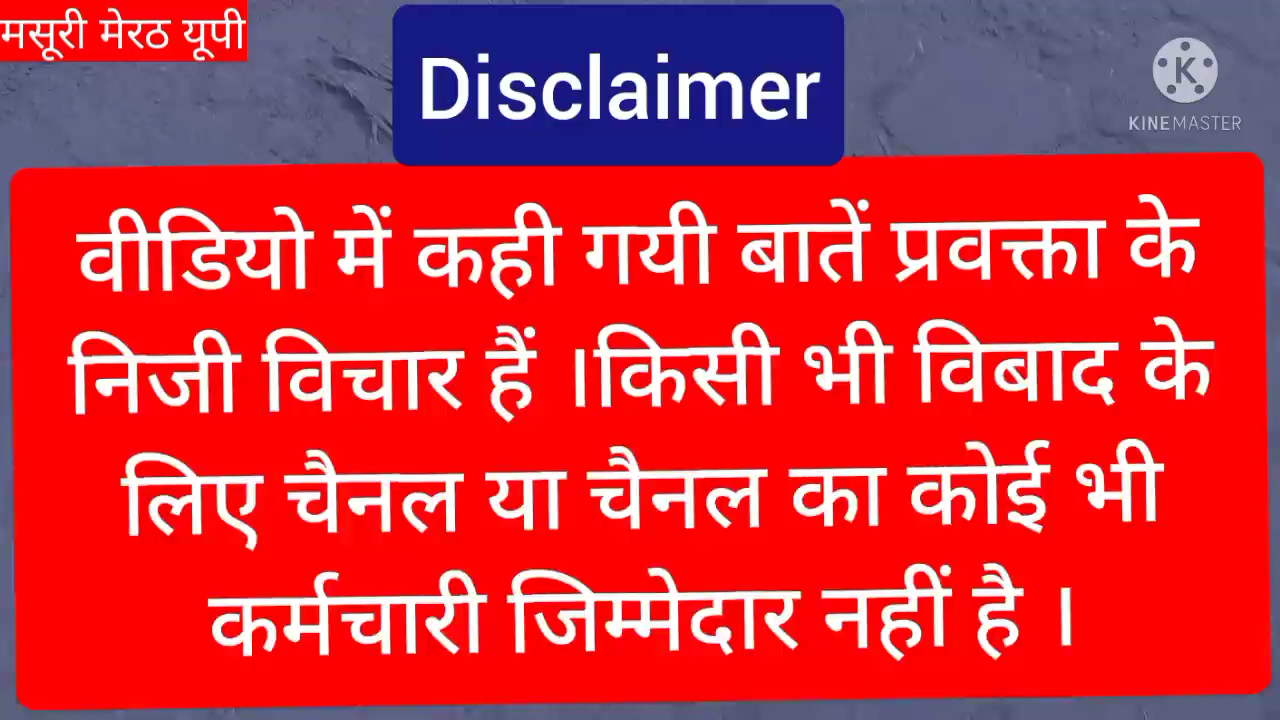 मसूरी मेरठ यूपी
Disclaimer
KINEMASTER
वीडियो में कही गयी बातें प्रवक्ता के
निजी विचार हैं ।किसी भी विबाद के
लिए चैनल या चैनल का कोई भी
कर्मचारी जिम्मेदार नहीं है ।